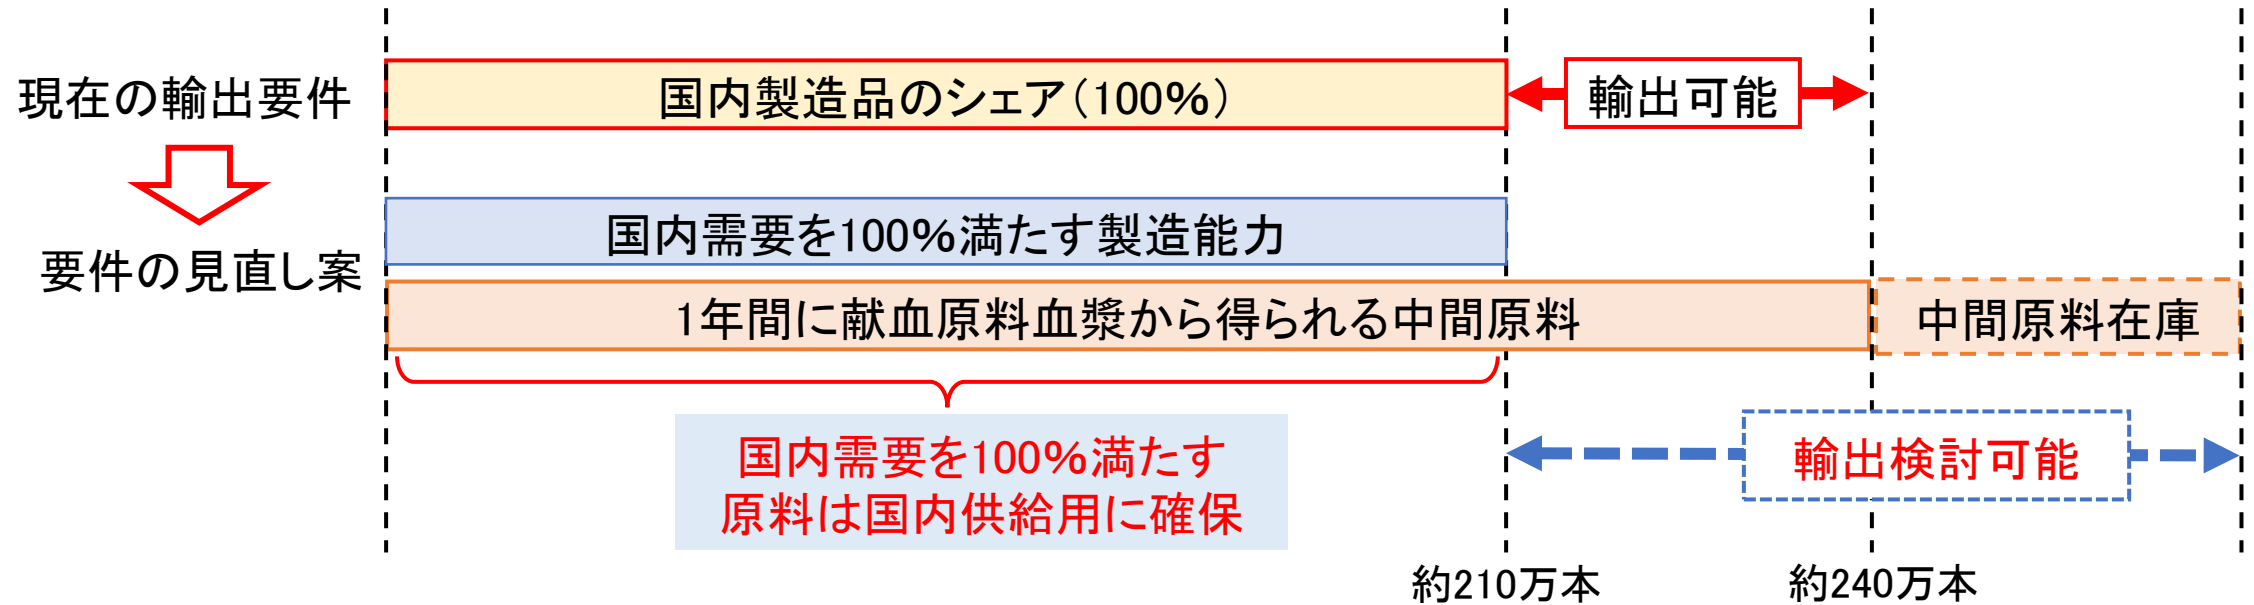 現在の輸出要件
国内製造品のシェア（100%）
輸出可能
国内需要を100%満たす製造能力
要件の見直し案
1年間に献血原料血漿から得られる中間原料
中間原料在庫
国内需要を100%満たす
原料は国内供給用に確保
輸出検討可能
約210万本
約240万本